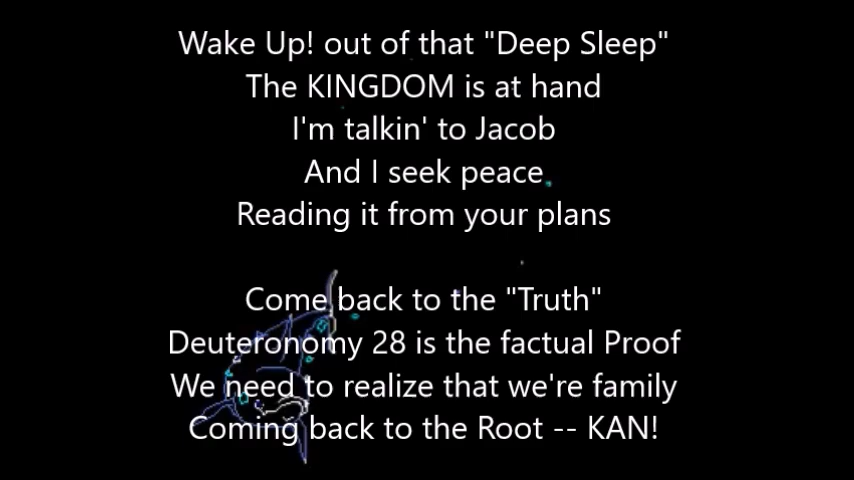 Wake Up! out of that "Deep Sleep"
The KINGDOM is at hand
I'm talkin' to Jacob
And I seek peace
Reading it from your plans
Come back to the "Truth"
Deuteronomy 28 is the factual Proof
We need to realize that we're family
Coming back to the Root -- KAN!